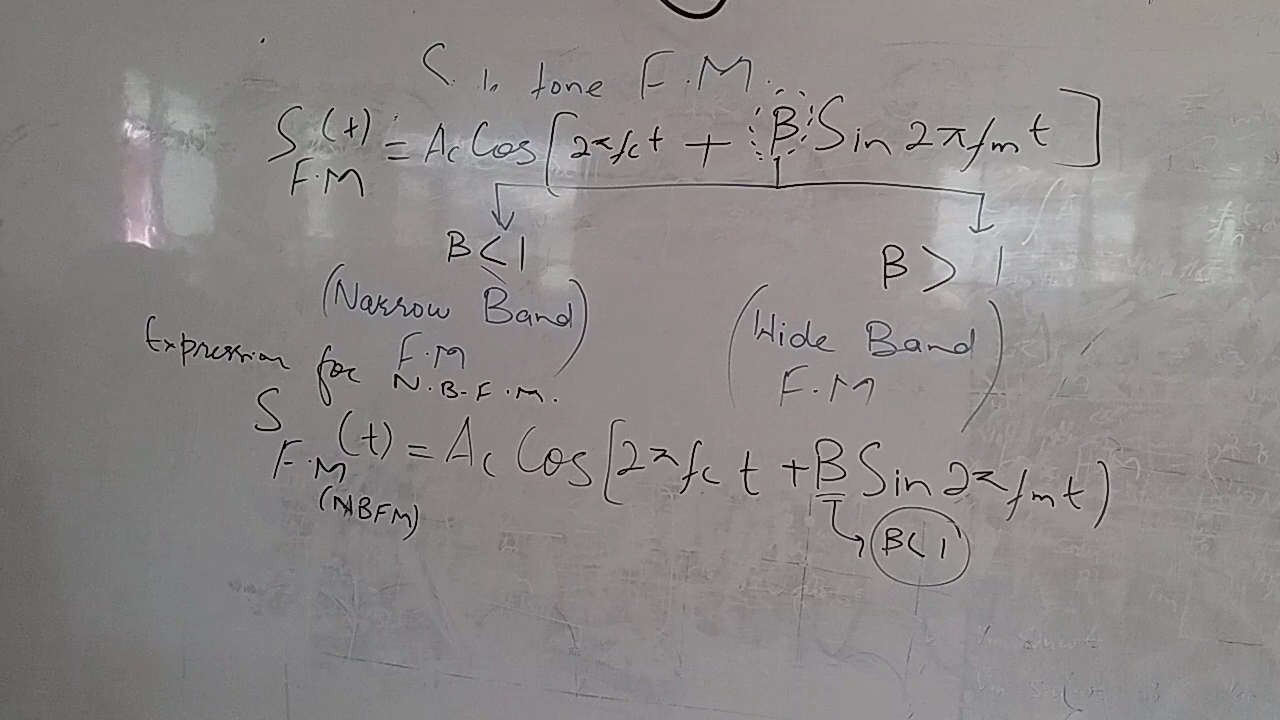 tone F.M.
S F.M (t) = Ac Cos[2πfct + B Sin 2πfmt]
B<1
B > 1
(Narrow Band) F.M
(Wide Band F.M)
Expression for N.B.F.M.
S F.M (NBFM) (t) = Ac Cos[2πfc t + B Sin 2πfmt)
B<1